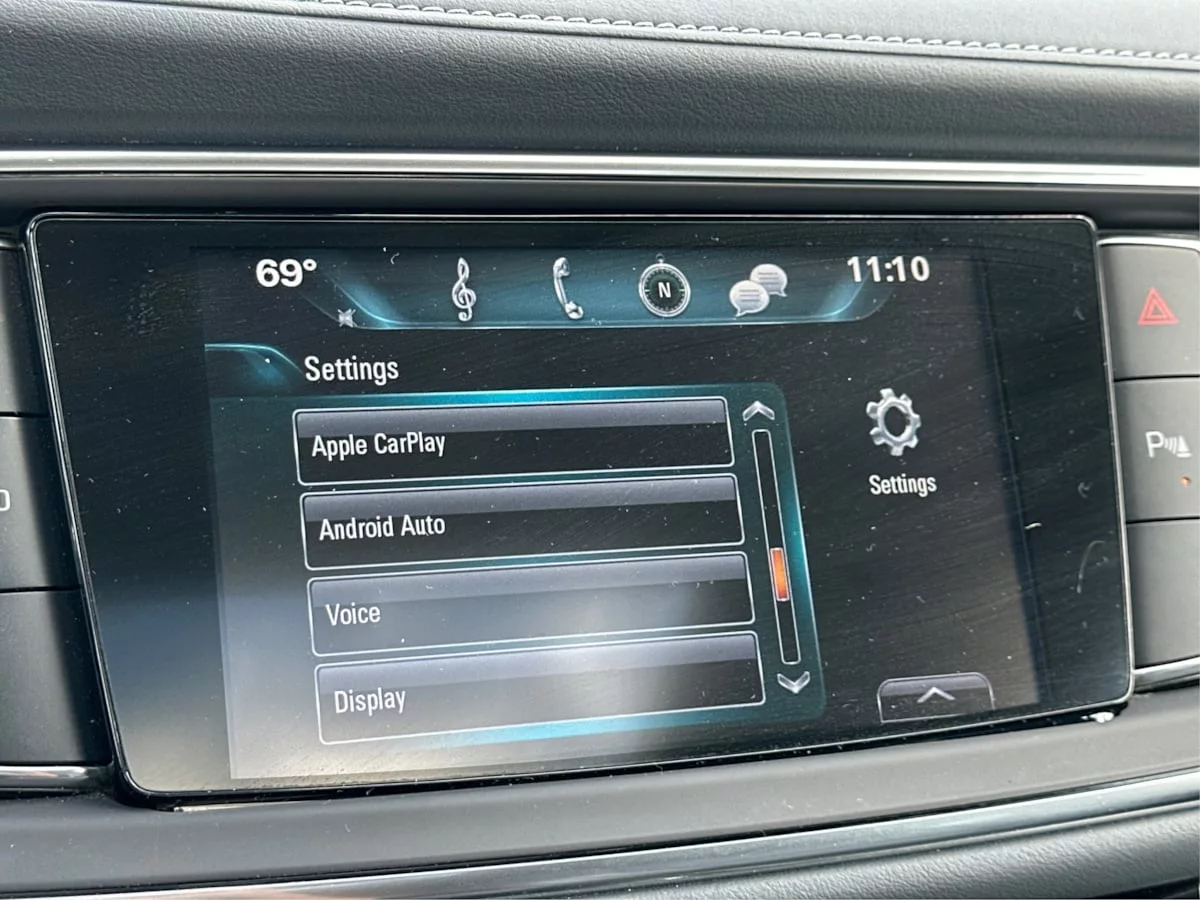 69° N 11:10
Settings
Apple CarPlay
Android Auto
Voice
Display
Settings
P